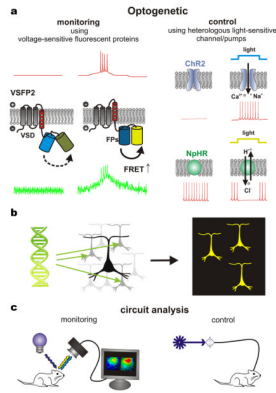 a
Optogenetic
monitoring
using
voltage-sensitive fluorescent proteins
control
using heterologous light-sensitive
channel/pumps
light
ChR2
VSFP2
Ca++
Na+
VSD
FPs
light
NpHR
H+
FRET ↑
Cl-
b
c
circuit analysis
monitoring
control